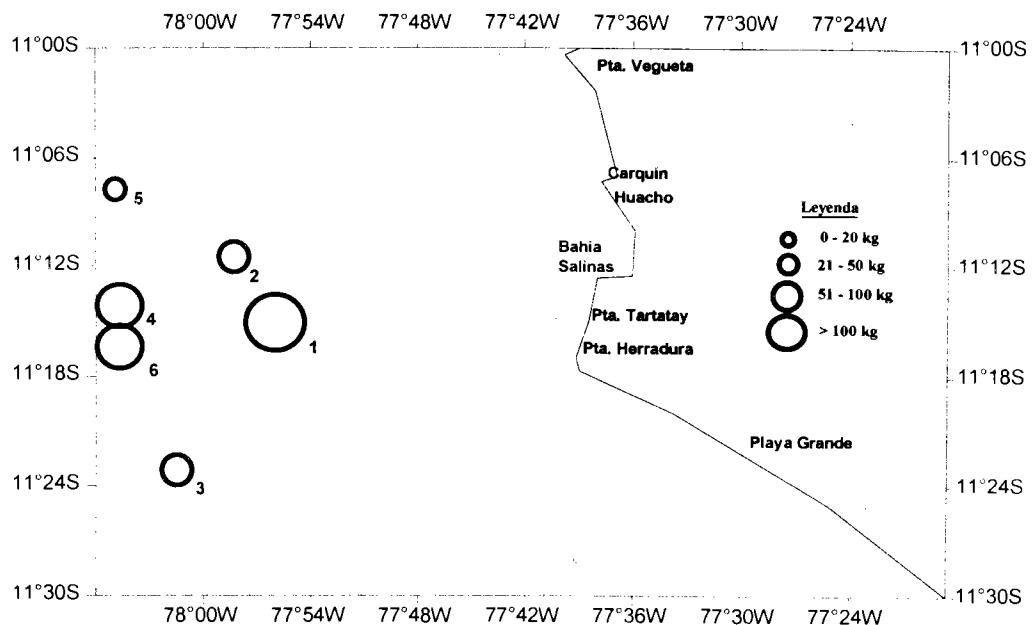 78°00W 77°54W 77°48W 77°42W 77°36W 77°30W 77°24W
11°00S 11°00S
Pta. Vegueta
11°06S 11°06S
Carquin
5
Huacho
Leyenda
0 - 20 kg
Bahia
Salinas
21 - 50 kg
11°12S 11°12S
2
51 - 100 kg
4
Pta. Tartatay
> 100 kg
1
Pta. Herradura
6
11°18S 11°18S
Playa Grande
3
11°24S 11°24S
11°30S 11°30S
78°00W 77°54W 77°48W 77°42W 77°36W 77°30W 77°24W